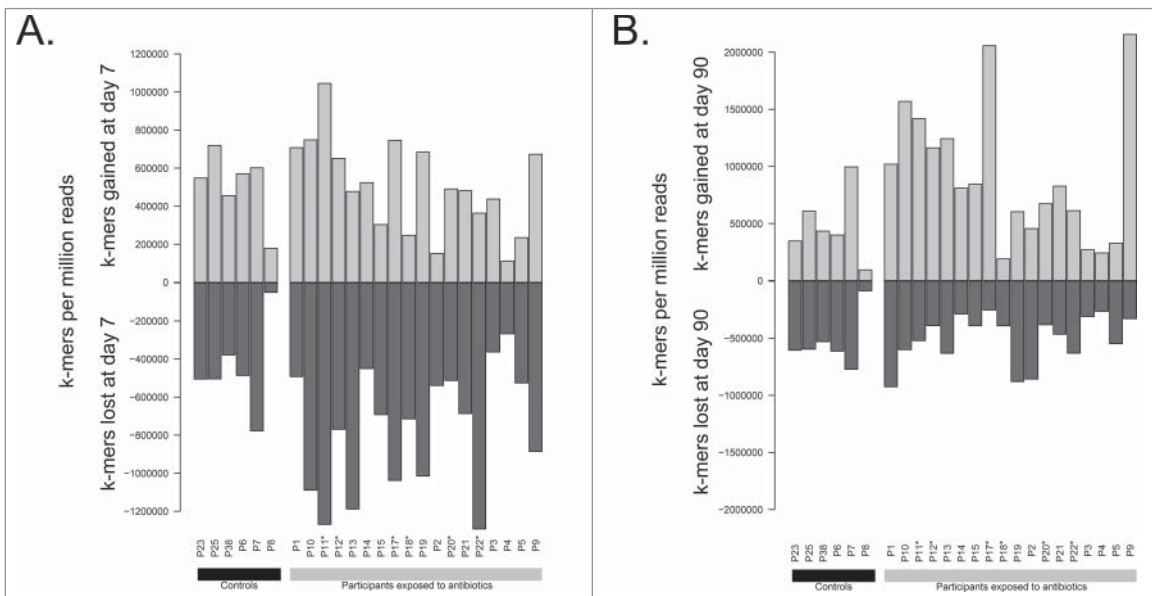 A.
k-mers per million reads
k-mers gained at day 7
k-mers lost at day 7
1200000
1000000
800000
600000
400000
200000
0
−200000
−400000
−600000
−800000
−1000000
−1200000
P23
P25
P38
P6
P7
P8
P1
P10
P11*
P12*
P13
P14
P15
P17*
P18*
P19
P2
P20*
P21
P22*
P3
P4
P5
P9
Controls
Participants exposed to antibiotics
B.
k-mers per million reads
k-mers gained at day 90
k-mers lost at day 90
2000000
1500000
1000000
500000
0
−500000
−1000000
−1500000
−2000000
P23
P25
P38
P6
P7
P8
P1
P10
P11*
P12*
P13
P14
P15
P17*
P18*
P19
P2
P20*
P21
P22*
P3
P4
P5
P9
Controls
Participants exposed to antibiotics